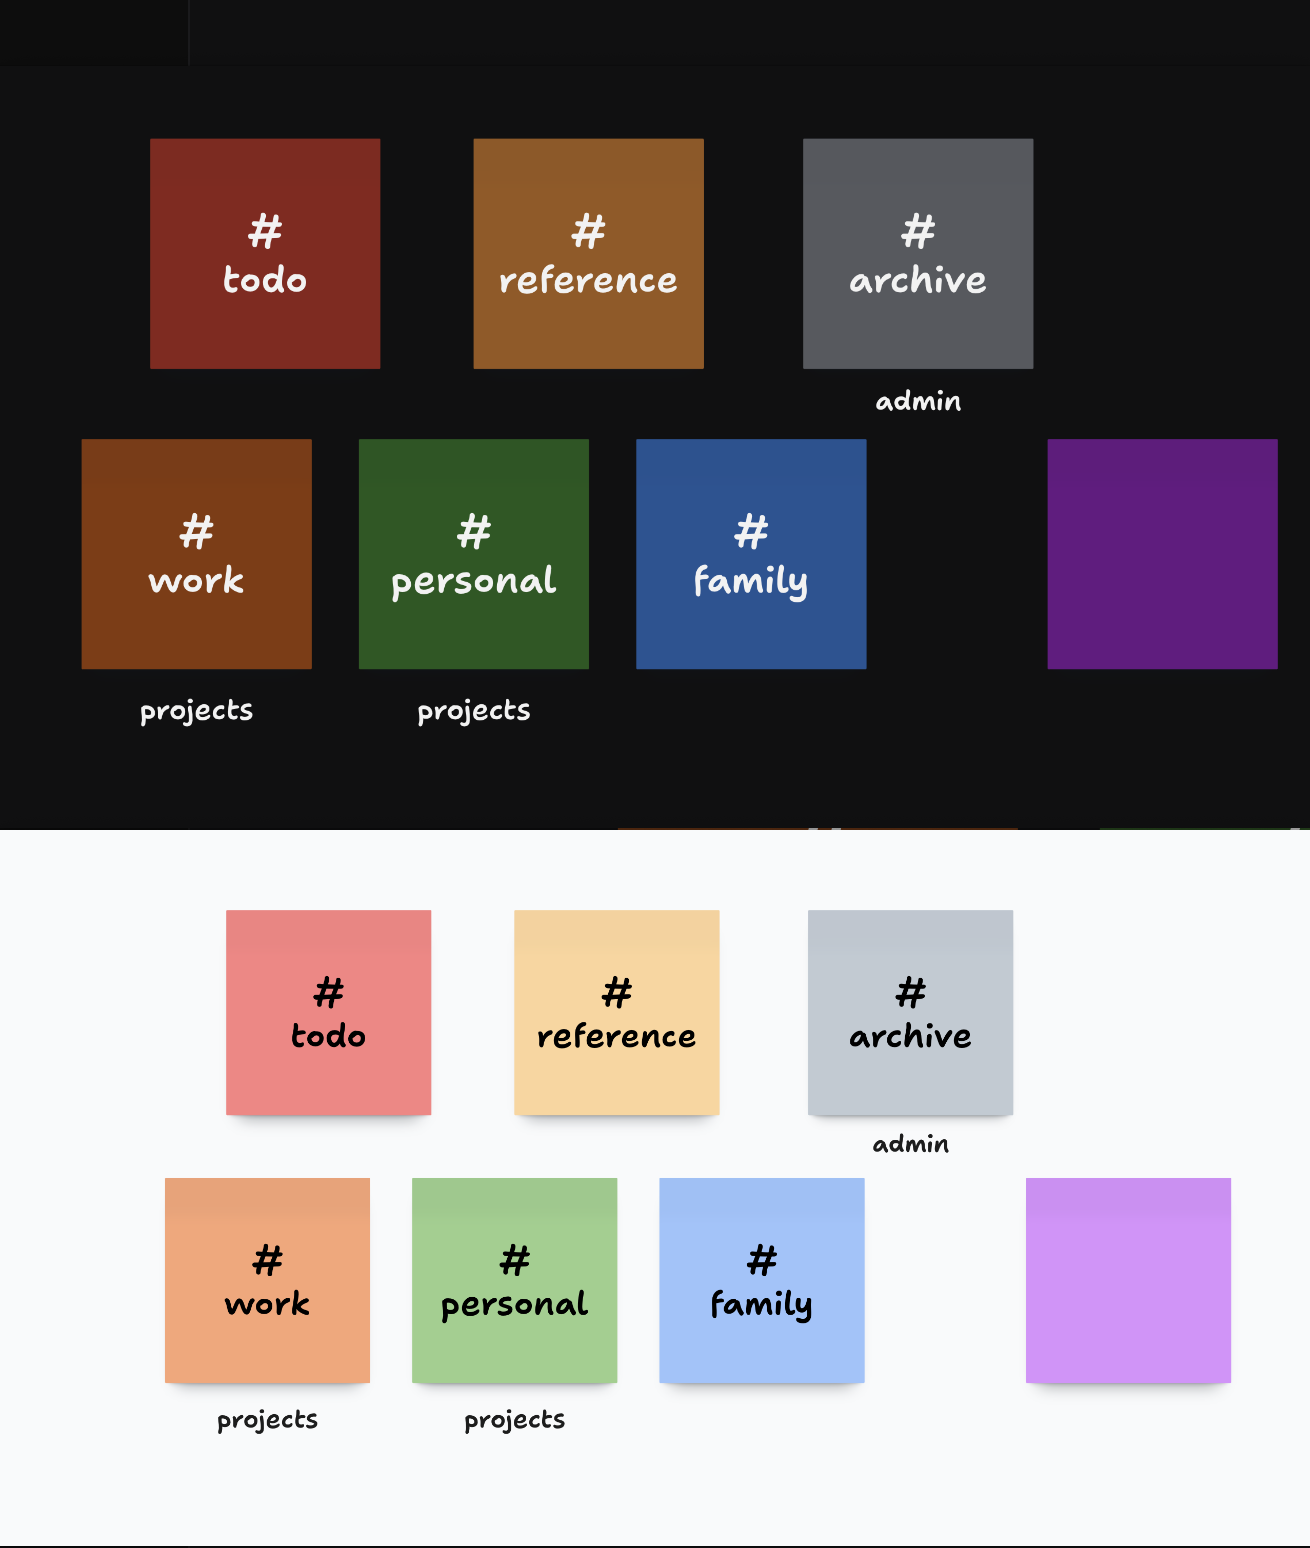 #
todo
#
reference
#
archive
admin
#
work
projects
#
personal
projects
#
family
#
todo
#
reference
#
archive
admin
#
work
projects
#
personal
projects
#
family